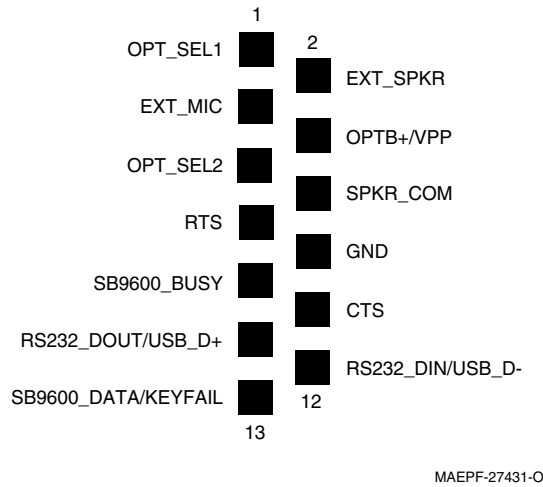 1
OPT_SEL1
2
EXT_SPKR
EXT_MIC
OPTB+/VPP
OPT_SEL2
SPKR_COM
RTS
GND
SB9600_BUSY
CTS
RS232_DOUT/USB_D+
RS232_DIN/USB_D-
SB9600_DATA/KEYFAIL
12
13
MAEPF-27431-O